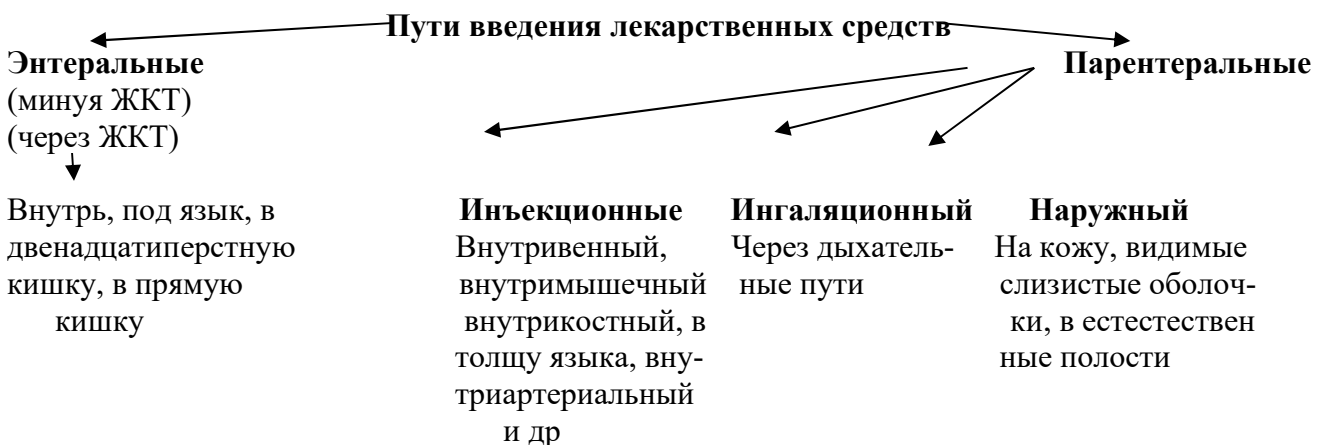 Пути введения лекарственных средств
Энтеральные
(минуя ЖКТ)
(через ЖКТ)
Парентеральные
Внутрь, под язык, в
двенадцатиперстную
кишку, в прямую
кишку
Инъекционные
Внутривенный,
внутримышечный
внутрикостный, в
толщу языка, вну-
триартериальный
и др
Ингаляционный
Через дыхатель-
ные пути
Наружный
На кожу, видимые
слизистые оболоч-
ки, в естестествен
ные полости